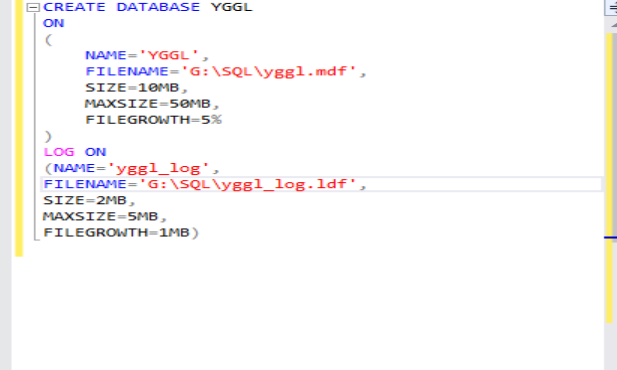 CREATE DATABASE YGGL
ON
(
NAME='YGGL',
FILENAME='G:\SQL\yggl.mdf',
SIZE=10MB,
MAXSIZE=50MB,
FILEGROWTH=5%
)
LOG ON
(NAME='yggl_log',
FILENAME='G:\SQL\yggl_log.ldf',
SIZE=2MB,
MAXSIZE=5MB,
FILEGROWTH=1MB)